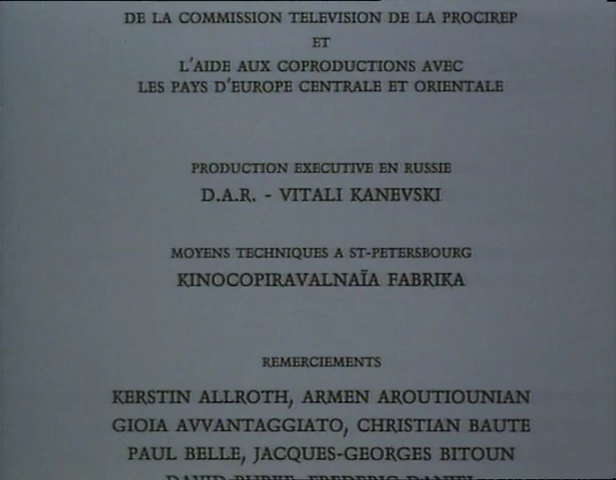 DE LA COMMISSION TELEVISION DE LA PROCIREP
ET
L'AIDE AUX COPRODUCTIONS AVEC
LES PAYS D'EUROPE CENTRALE ET ORIENTALE
PRODUCTION EXECUTIVE EN RUSSIE
D.A.R. - VITALI KANEVSKI
MOYENS TECHNIQUES A ST-PETERSBOURG
KINOCOPIRAVALNAÏA FABRIKA
REMERCIEMENTS
KERSTIN ALLROTH, ARMEN AROUTIOUNIAN
GIOIA AVVANTAGGIATO, CHRISTIAN BAUTE
PAUL BELLE, JACQUES-GEORGES BITOUN